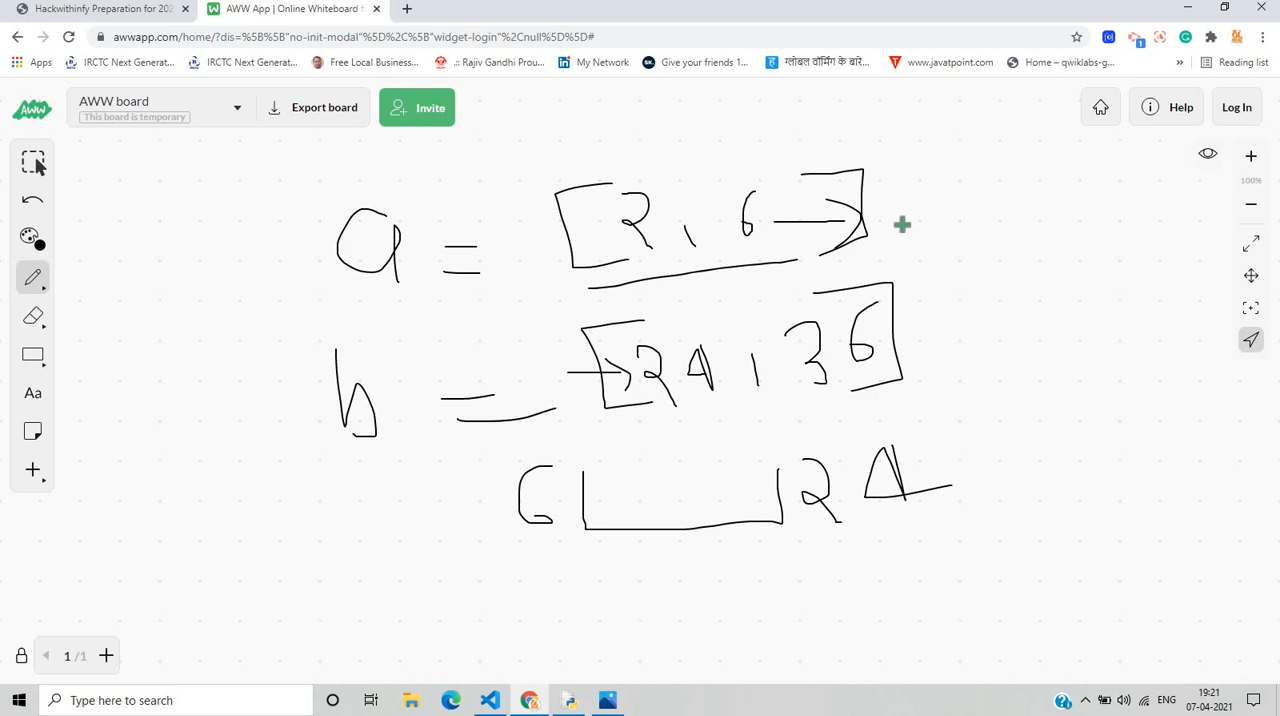 Hackwithinfy Preparation for 202
AWW App | Online Whiteboard f
awwapp.com/home/?dis=%5B%5B"no-init-modal"%5D%2C%5B"widget-login"%2Cnull%5D%5D#
Apps IRCTC Next Generat... IRCTC Next Generat... Free Local Business... .:: Rajiv Gandhi Prou... My Network Give your friends 1... ग्लोबल वॉर्मिंग के बारे... www.javatpoint.com Home – qwiklabs-g... » Reading list
AWW board
This board is temporary
Export board
Invite
Help
Log In
100%
a = [2, 6]
b = [24, 36]
6 24
Aa
1 /1
Type here to search
ENG
19:21
07-04-2021